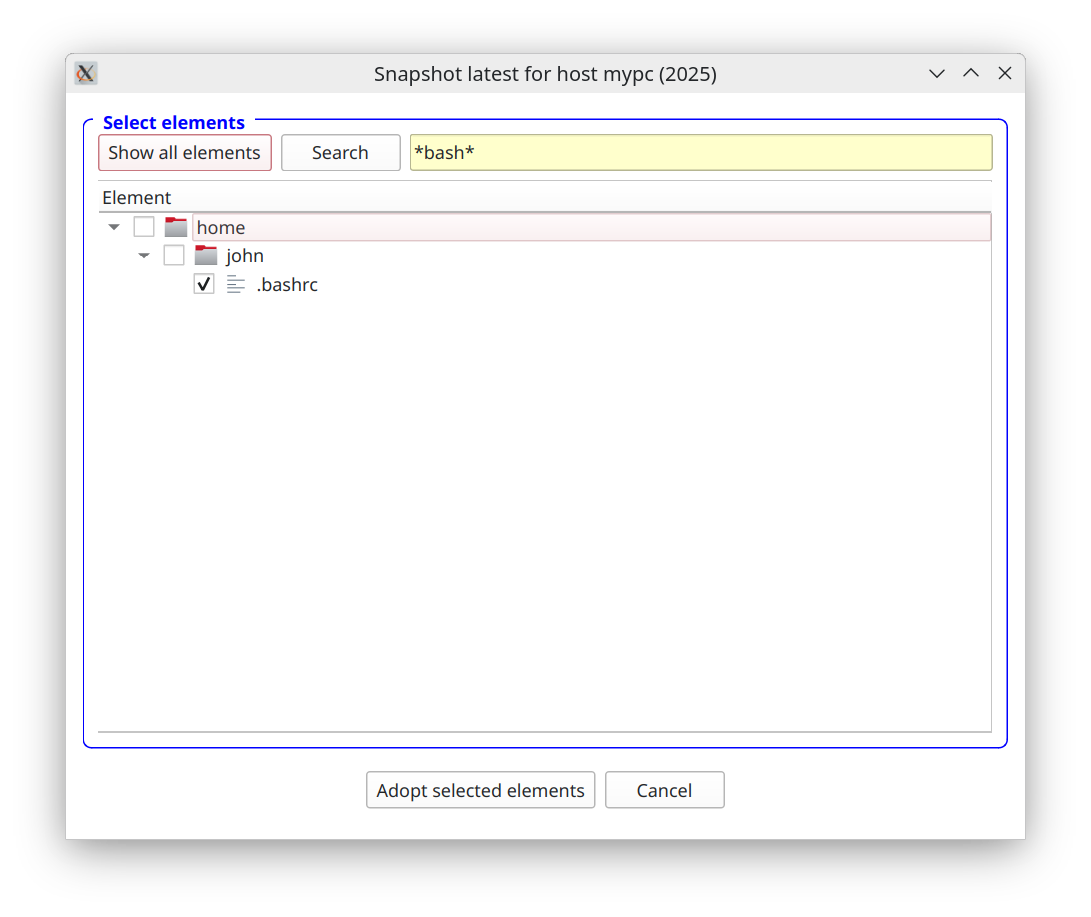 Snapshot latest for host mypc (2025)
Select elements
Show all elements Search *bash*
Element
home
john
.bashrc
Adopt selected elements Cancel